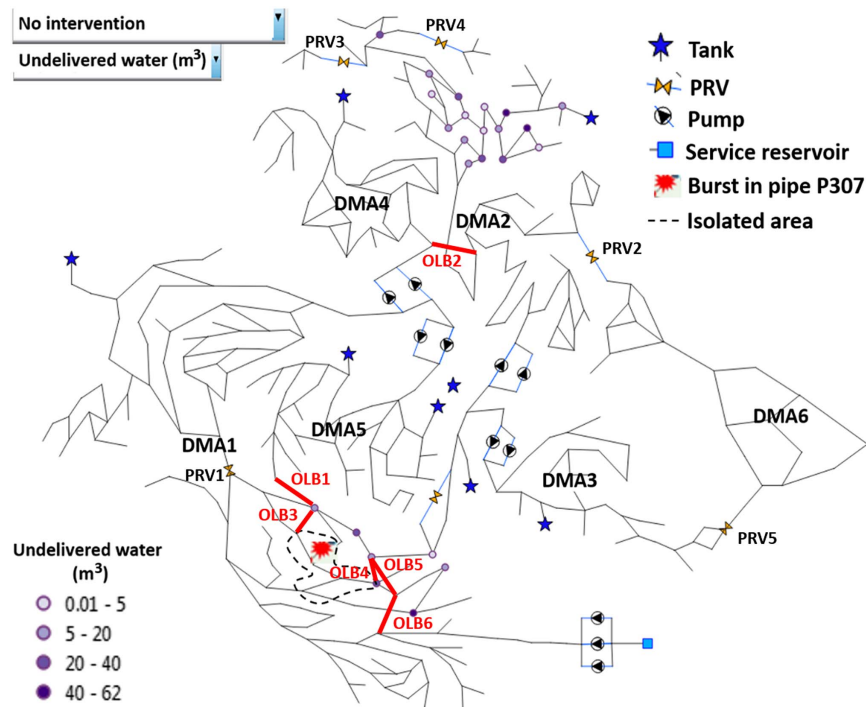 No intervention
Undelivered water (m³)
PRV4
PRV3
Tank
PRV
Pump
Service reservoir
Burst in pipe P307
Isolated area
DMA4
DMA2
PRV2
OLB2
DMA6
DMA1
DMA5
PRV1
OLB1
DMA3
OLB3
PRV5
OLB4
OLB5
OLB6
Undelivered water
(m³)
0.01 - 5
5 - 20
20 - 40
40 - 62